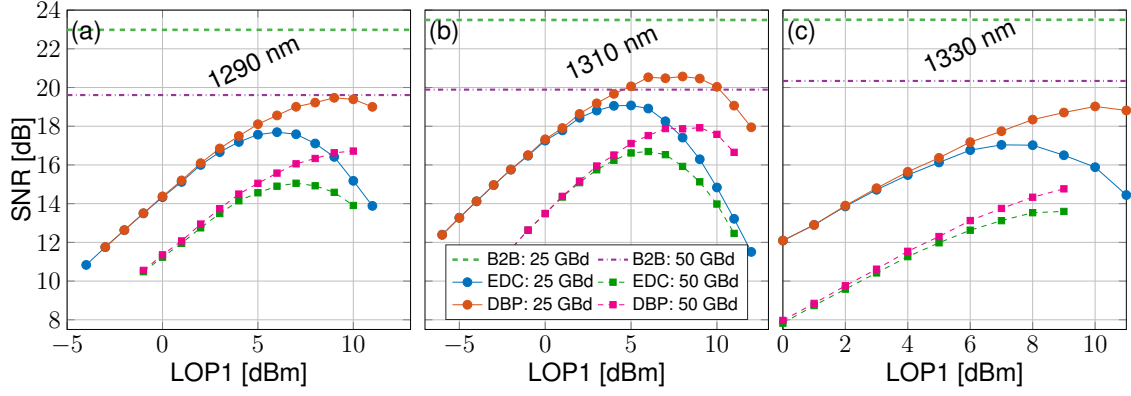 24
22
20
18
16
14
12
10
8
SNR [dB]
(a)
1290 nm
−5
0
5
10
LOP1 [dBm]
(b)
1310 nm
−5
0
5
10
LOP1 [dBm]
(c)
1330 nm
0
2
4
6
8
10
LOP1 [dBm]
B2B: 25 GBd B2B: 50 GBd
EDC: 25 GBd EDC: 50 GBd
DBP: 25 GBd DBP: 50 GBd